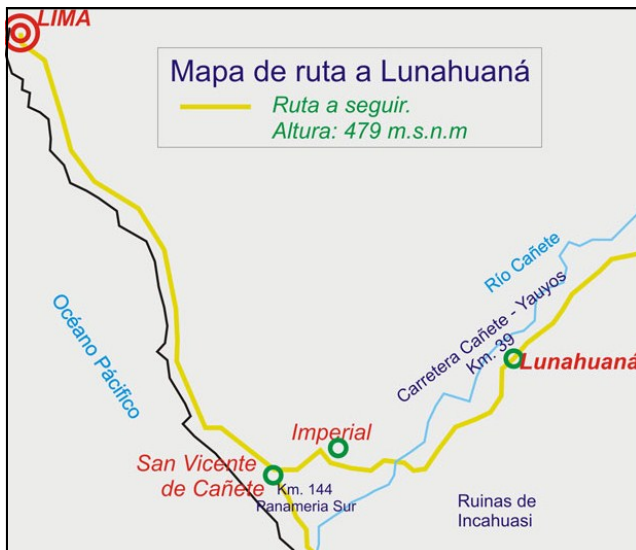 LIMA
Mapa de ruta a Lunahuaná
Ruta a seguir.
Altura: 479 m.s.n.m
Río Cañete
Océano Pácifico
Carretera Cañete - Yauyos
Km. 39
Lunahuaná
Imperial
San Vicente
de Cañete
Km. 144
Panameria Sur
Ruinas de
Incahuasi